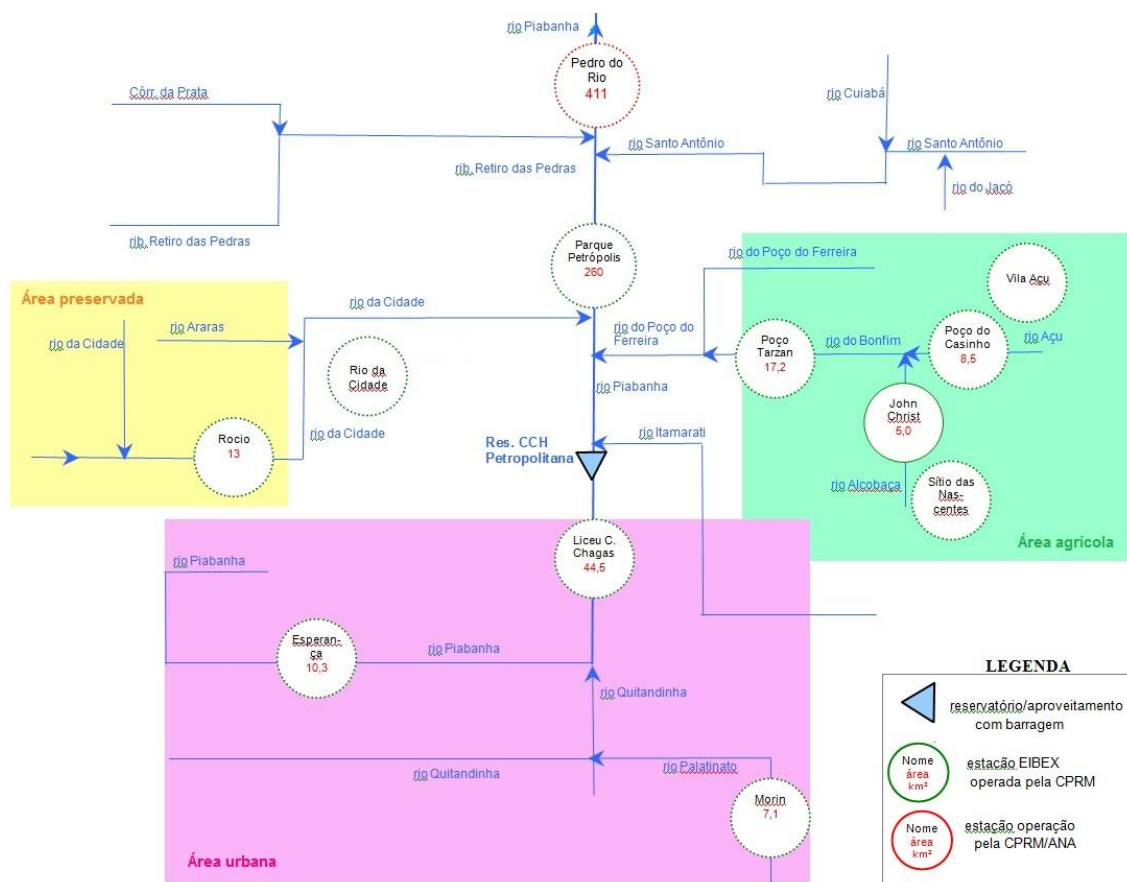 rio Piabanha
Pedro do
Rio
411
Córr. da Prata
rio Cuiabá
rio Santo Antônio
rio Santo Antônio
rib. Retiro das Pedras
rio do Jacó
rib. Retiro das Pedras
Parque
Petrópolis
260
rio do Poço do Ferreira
Vila Açu
Área preservada
rio da Cidade
rio Araras
rio da Cidade
rio do Poço do
Ferreira
Poço
Tarzan
17,2
rio do Bonfim
Poço do
Casinho
8,5
rio Açu
Rio da
Cidade
rio Piabanha
John
Christ
5,0
Rocio
13
rio da Cidade
Res. CCH
Petropolitana
rio Itamarati
rio Alcobaça
Sítio das
Nas-
centes
Área agrícola
Liceu C.
Chagas
44,5
rio Piabanha
Esperan-
ça
10,3
rio Piabanha
rio Quitandinha
rio Quitandinha
rio Palatinato
Morin
7,1
Área urbana
LEGENDA
reservatório/aproveitamento
com barragem
Nome
área
km²
estação EIBEX
operada pela CPRM
Nome
área
km²
estação operação
pela CPRM/ANA